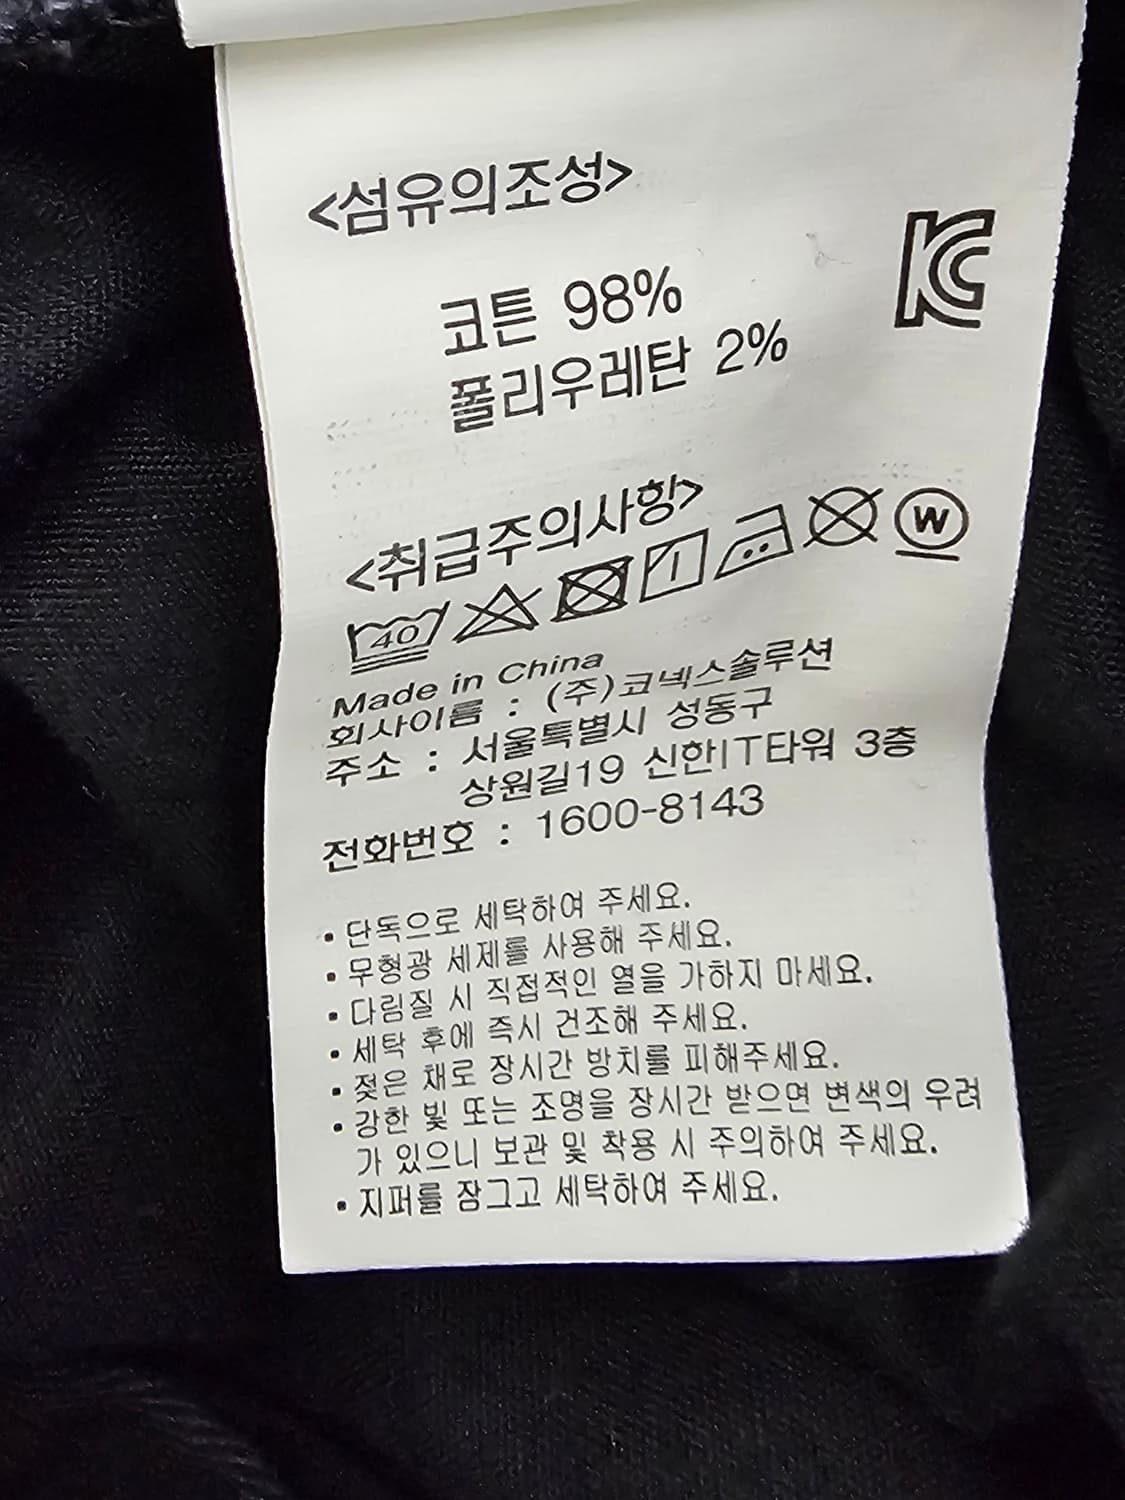 <섬유의조성>
코튼 98%
폴리우레탄 2%
KC
<취급주의사항>
40 W
Made in China
회사이름 : (주)코넥스솔루션
주소 : 서울특별시 성동구
상원길19 신한IT타워 3층
전화번호 : 1600-8143
• 단독으로 세탁하여 주세요.
• 무형광 세제를 사용해 주세요.
• 다림질 시 직접적인 열을 가하지 마세요.
• 세탁 후에 즉시 건조해 주세요.
• 젖은 채로 장시간 방치를 피해주세요.
• 강한 빛 또는 조명을 장시간 받으면 변색의 우려
가 있으니 보관 및 착용 시 주의하여 주세요.
• 지퍼를 잠그고 세탁하여 주세요.